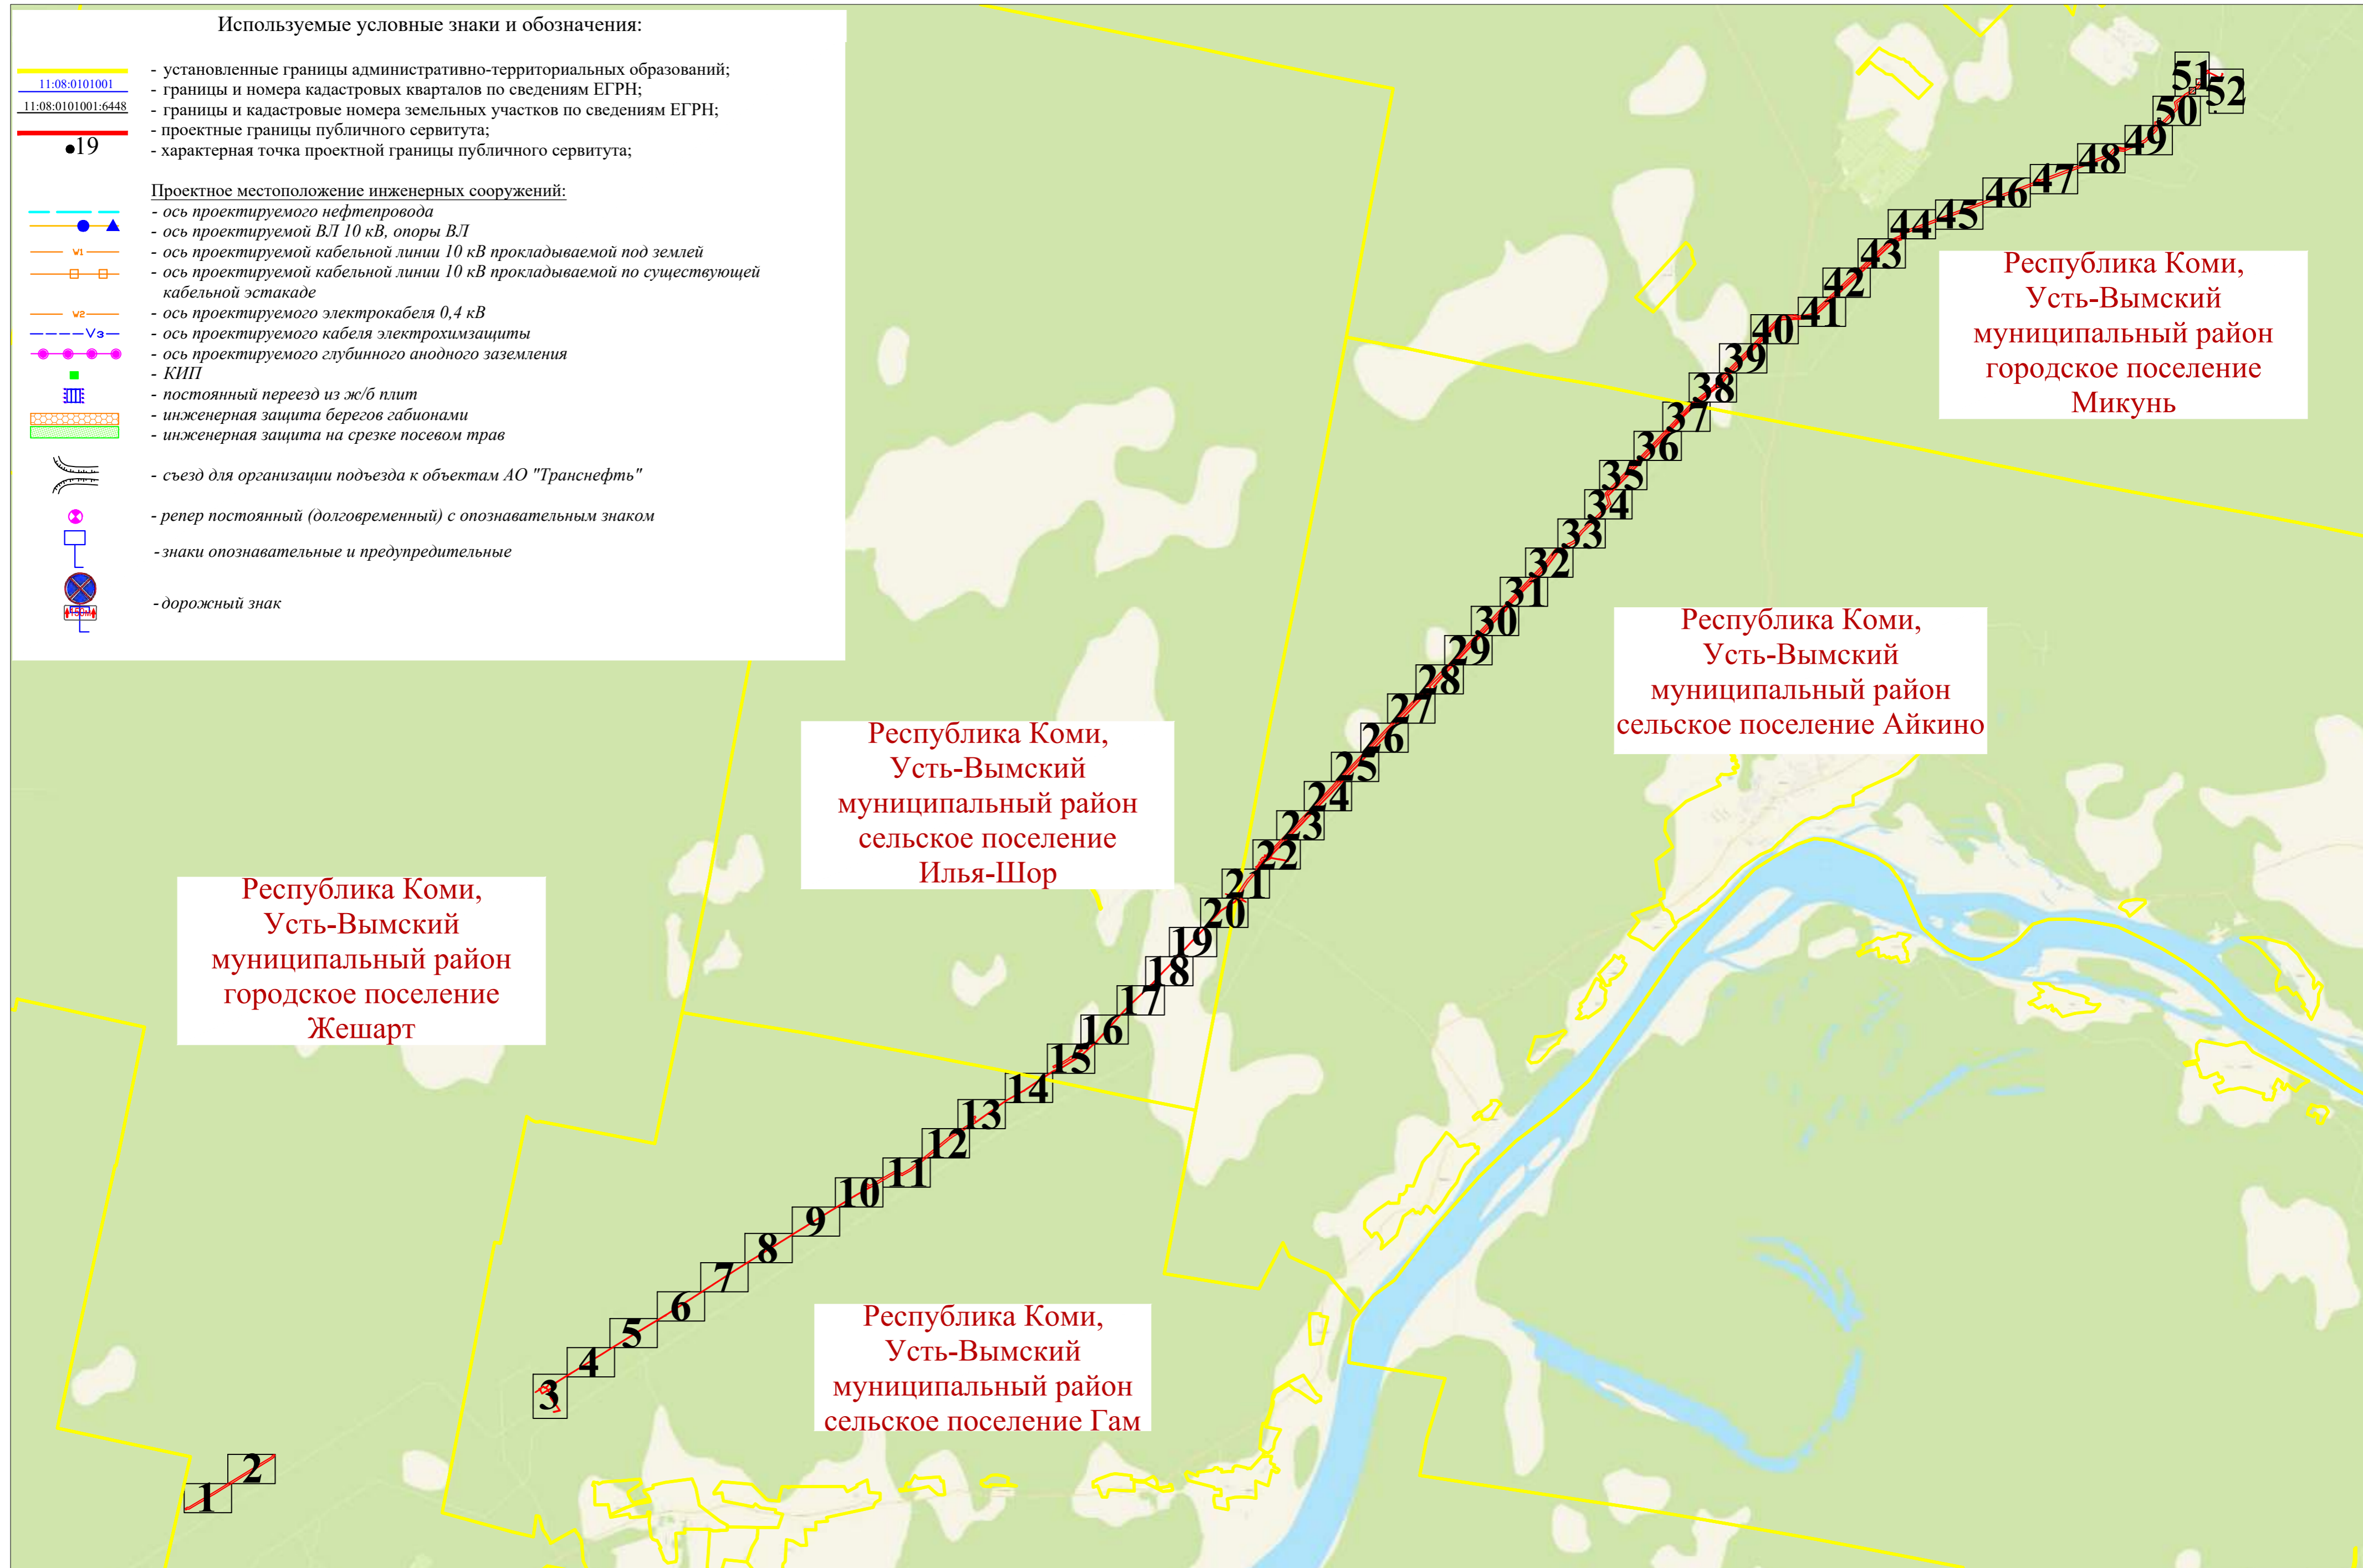 Используемые условные знаки и обозначения:
- установленные границы административно-территориальных образований;
11:08:0101001
- границы и номера кадастровых кварталов по сведениям ЕГРН;
11:08:0101001:6448
- границы и кадастровые номера земельных участков по сведениям ЕГРН;
- проектные границы публичного сервитута;
19
- характерная точка проектной границы публичного сервитута;
Проектное местоположение инженерных сооружений:
- ось проектируемого нефтепровода
- ось проектируемой ВЛ 10 кВ, опоры ВЛ
W1
- ось проектируемой кабельной линии 10 кВ прокладываемой под землей
- ось проектируемой кабельной линии 10 кВ прокладываемой по существующей
кабельной эстакаде
W2
- ось проектируемого электрокабеля 0,4 кВ
V3
- ось проектируемого кабеля электрохимзащиты
- ось проектируемого глубинного анодного заземления
- КИП
- постоянный переезд из ж/б плит
- инженерная защита берегов габионами
- инженерная защита на срезке посевом трав
- съезд для организации подъезда к объектам АО "Транснефть"
- репер постоянный (долговременный) с опознавательным знаком
- знаки опознавательные и предупредительные
- дорожный знак
Республика Коми,
Усть-Вымский
муниципальный район
городское поселение
Микунь
Республика Коми,
Усть-Вымский
муниципальный район
сельское поселение Айкино
Республика Коми,
Усть-Вымский
муниципальный район
сельское поселение
Илья-Шор
Республика Коми,
Усть-Вымский
муниципальный район
городское поселение
Жешарт
Республика Коми,
Усть-Вымский
муниципальный район
сельское поселение Гам
1
2
3
4
5
6
7
8
9
10
11
12
13
14
15
16
17
18
19
20
21
22
23
24
25
26
27
28
29
30
31
32
33
34
35
36
37
38
39
40
41
42
43
44
45
46
47
48
49
50
51
52